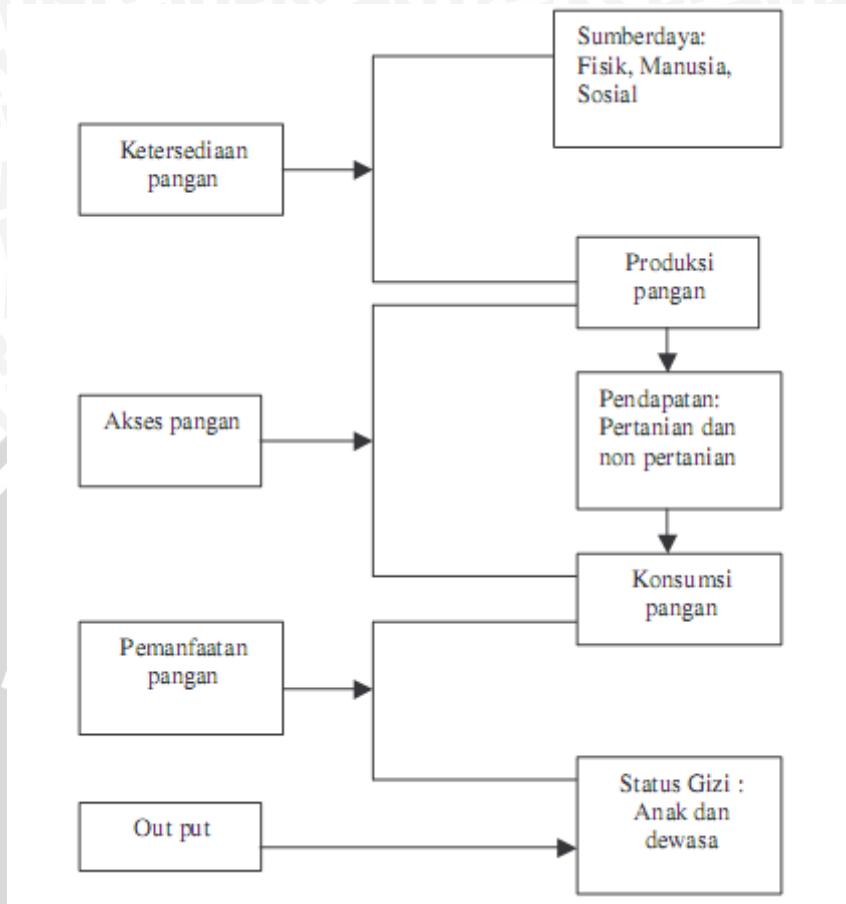 Sumberdaya:
Fisik, Manusia,
Sosial
Ketersediaan
pangan
Produksi
pangan
Akses pangan
Pendapatan:
Pertanian dan
non pertanian
Konsumsi
pangan
Pemanfaatan
pangan
Status Gizi :
Anak dan
dewasa
Out put